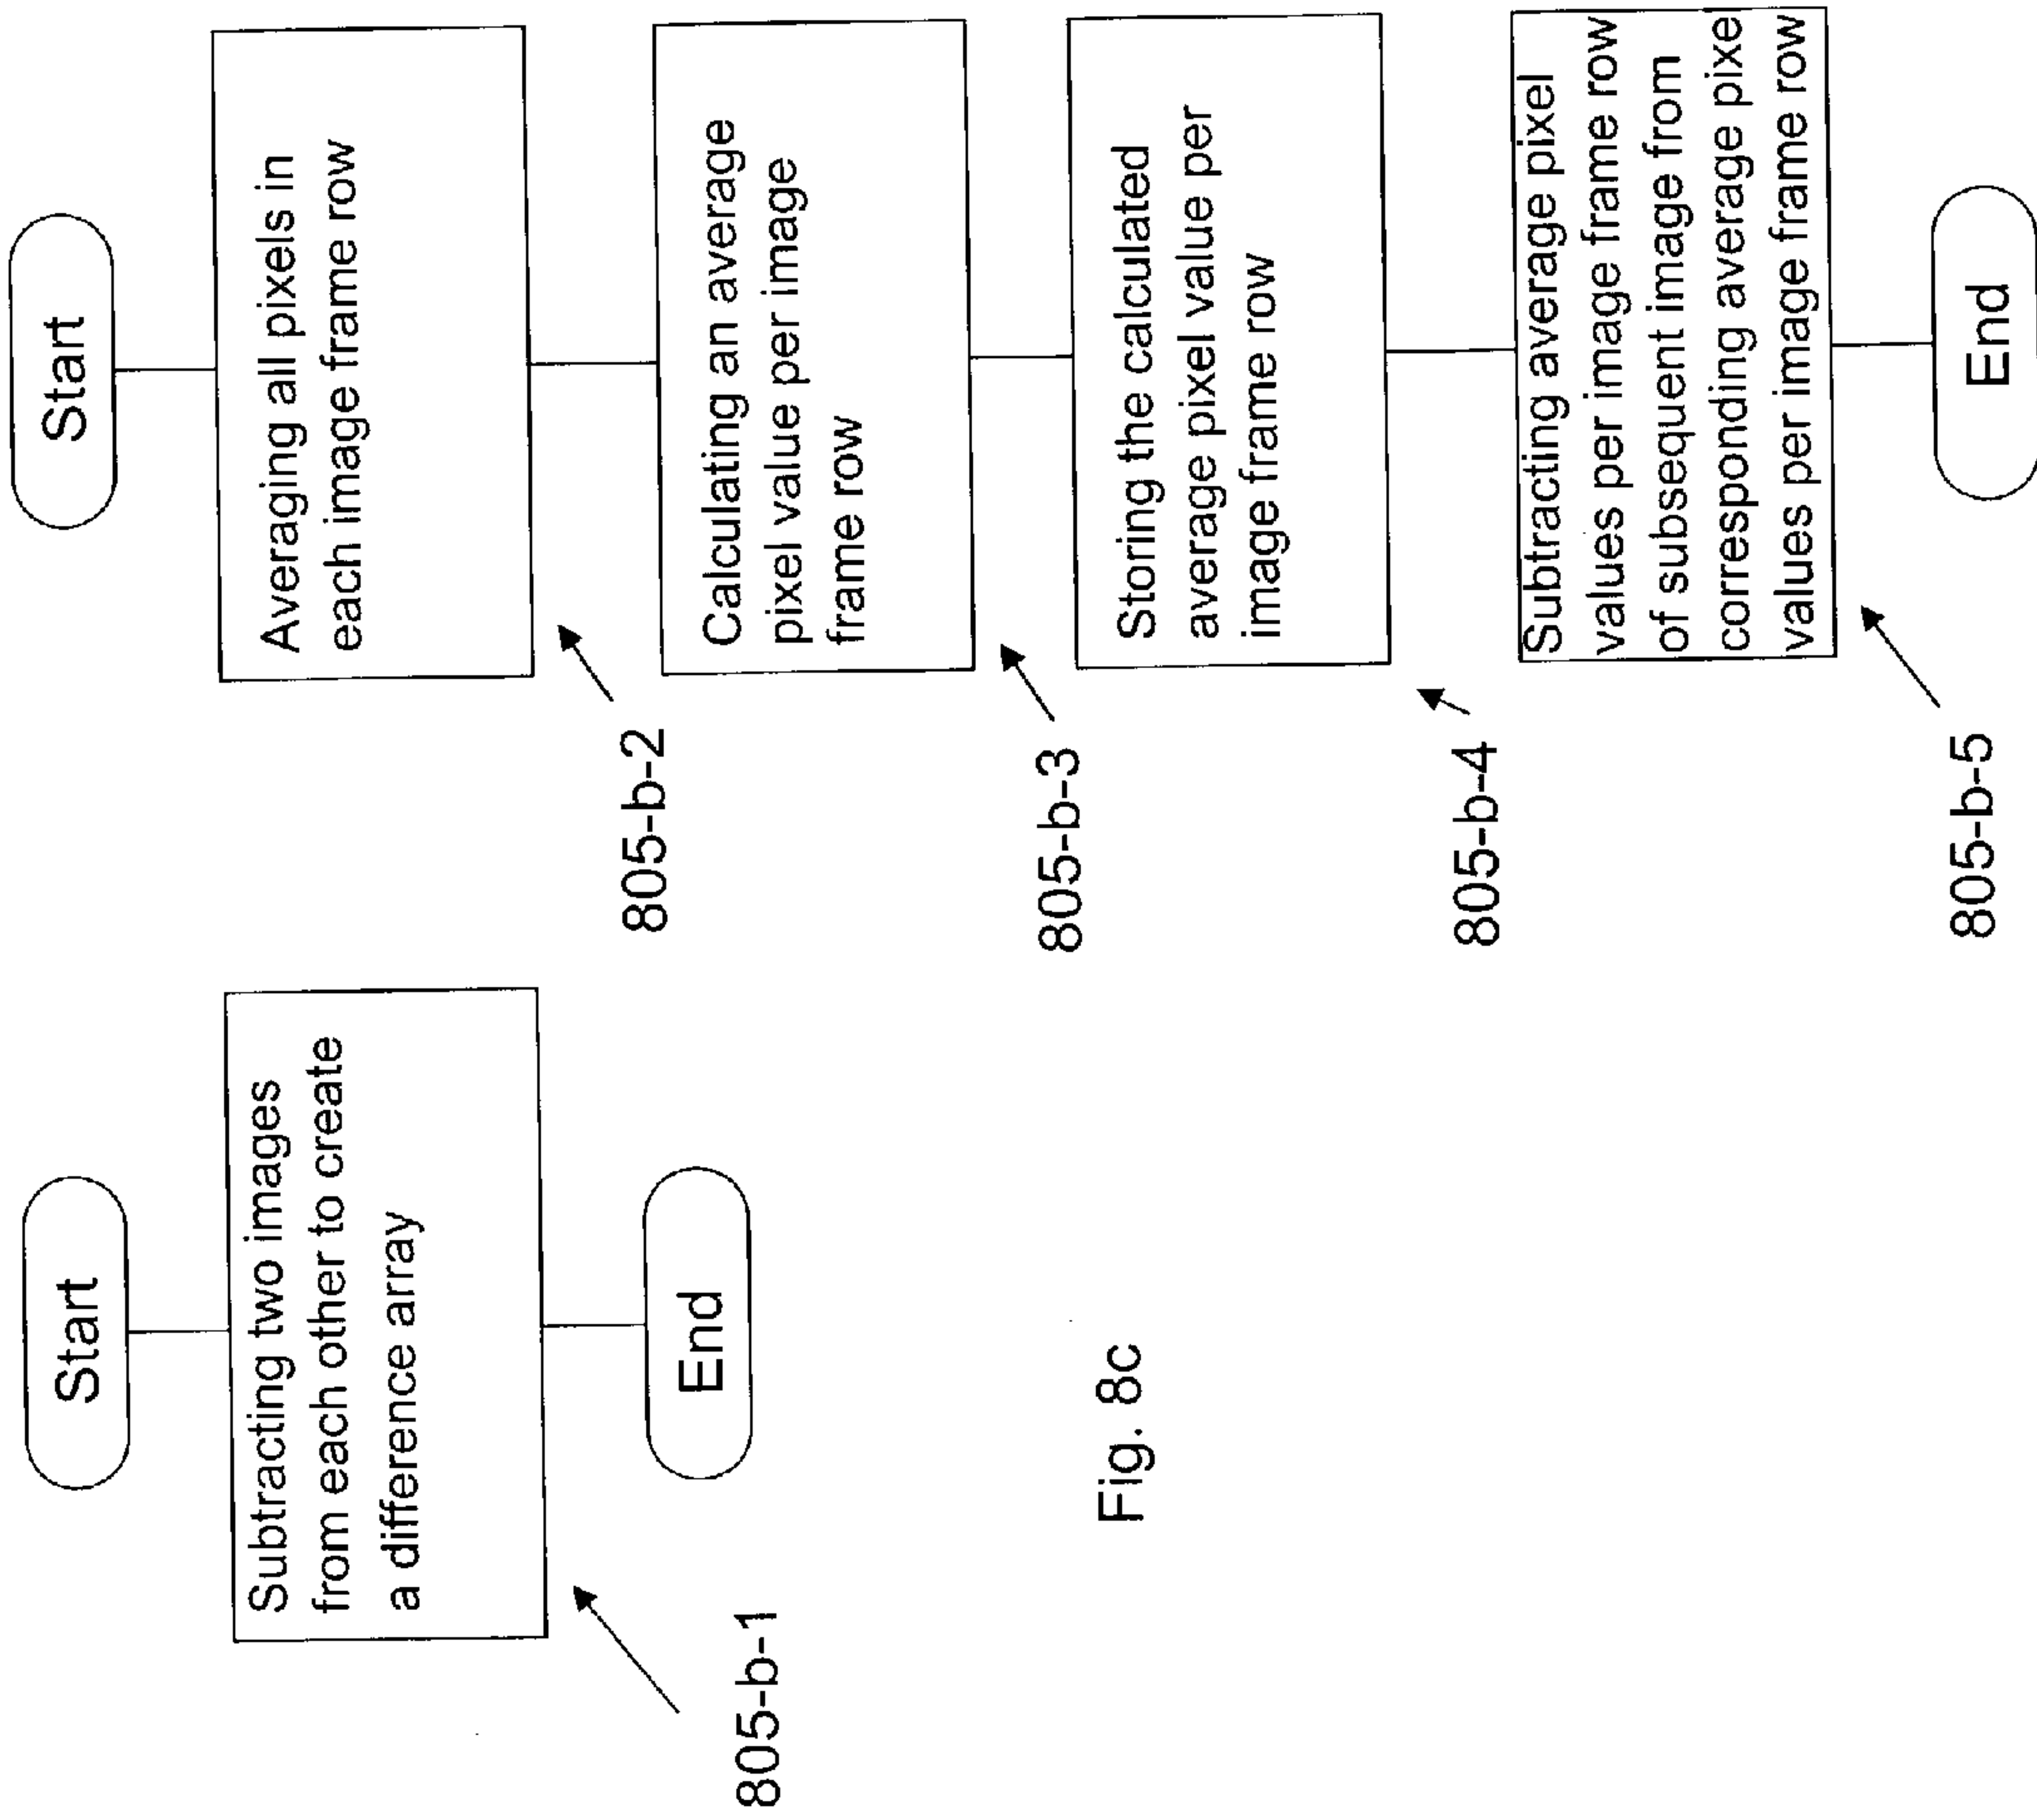 Start
Subtracting two images
from each other to create
a difference array
805-b-1
End
Fig. 8c
Start
Averaging all pixels in
each image frame row
805-b-2
Calculating an average
pixel value per image
frame row
805-b-3
Storing the calculated
average pixel value per
image frame row
805-b-4
Subtracting average pixel
values per image frame row
of subsequent image from
corresponding average pixe
values per image frame row
805-b-5
End